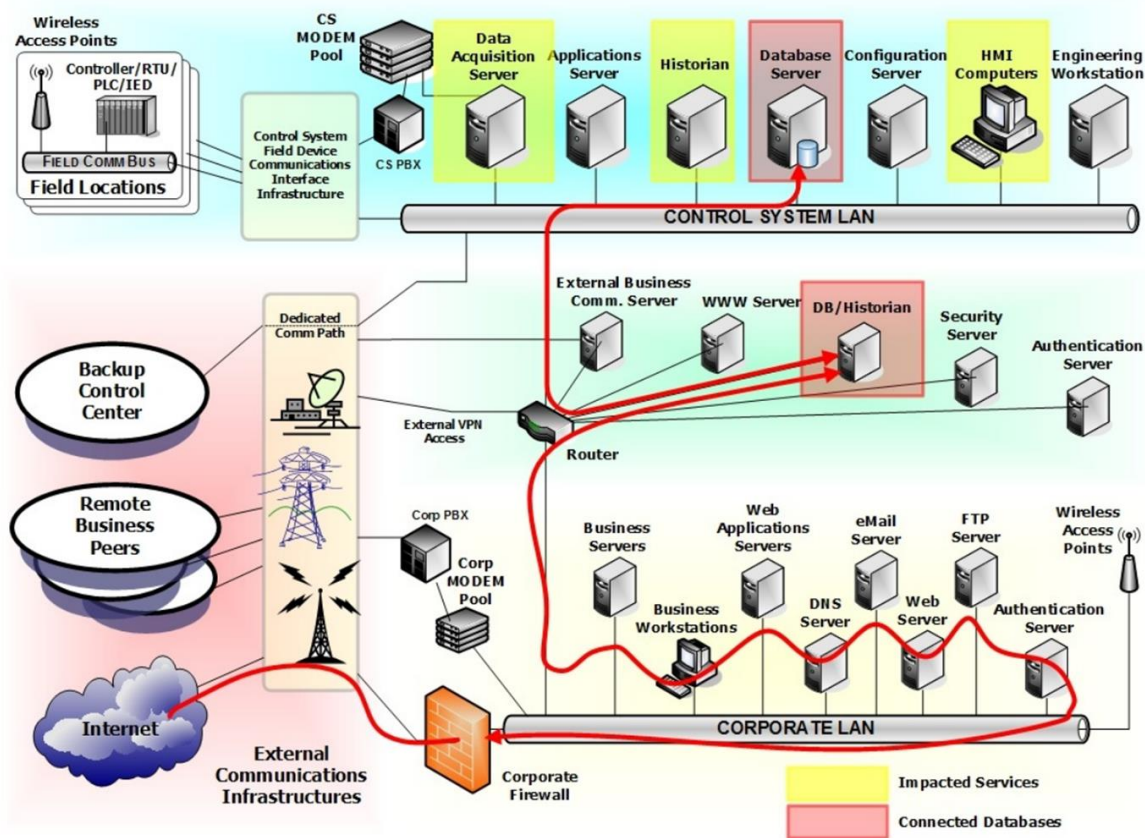 Wireless
Access Points
Controller/RTU/
PLC/IED
FIELD COMM BUS
Field Locations
CS
MODEM
Pool
CS PBX
Control System
Field Device
Communications
Interface
Infrastructure
Data
Acquisition
Server
Applications
Server
Historian
Database
Server
Configuration
Server
HMI
Computers
Engineering
Workstation
CONTROL SYSTEM LAN
External Business
Comm. Server
WWW Server
DB/Historian
Security
Server
Authentication
Server
Dedicated
Comm Path
Backup
Control
Center
External VPN
Access
Router
Remote
Business
Peers
Corp PBX
Corp
MODEM
Pool
Business
Servers
Business
Workstations
Web
Applications
Servers
DNS
Server
eMail
Server
Web
Server
FTP
Server
Authentication
Server
Wireless
Access
Points
Internet
External
Communications
Infrastructures
Corporate
Firewall
CORPORATE LAN
Impacted Services
Connected Databases